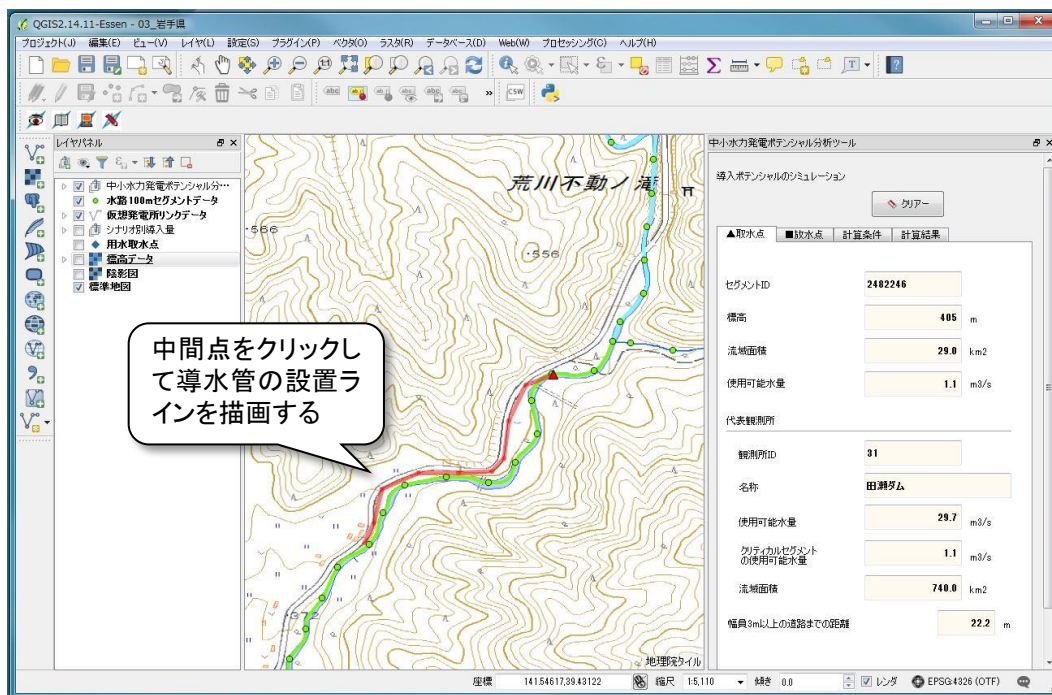 QGIS2.14.11-Essen - 03_岩手県
プロジェクト(J) 編集(E) ビュー(V) レイヤ(L) 設定(S) プラグイン(P) ベクタ(O) ラスタ(R) データベース(D) Web(W) プロセッシング(C) ヘルプ(H)
abc abc abc abc abc abc » CSW
レイヤパネル
中小水力発電ポテンシャル分…
水路100mセグメントデータ
仮想発電所リンクデータ
シナリオ別導入量
用水取水点
標高データ
陰影図
標準地図
荒川不動ノ滝
566
・556
・372
地理院タイル
中間点をクリックし
て導水管の設置ラ
インを描画する
中小水力発電ポテンシャル分析ツール
導入ポテンシャルのシミュレーション
クリアー
▲取水点 ■放水点 計算条件 計算結果
セグメントID 2482246
標高 405 m
流域面積 29.0 km2
使用可能水量 1.1 m3/s
代表観測所
観測所ID 31
名称 田瀬ダム
使用可能水量 29.7 m3/s
クリティカルセグメント
の使用可能水量 1.1 m3/s
流域面積 740.0 km2
幅員3m以上の道路までの距離 22.2 m
座標 141.54617,39.43122 縮尺 1:5,110 傾き 0.0 レンダ EPSG:4326 (OTF)